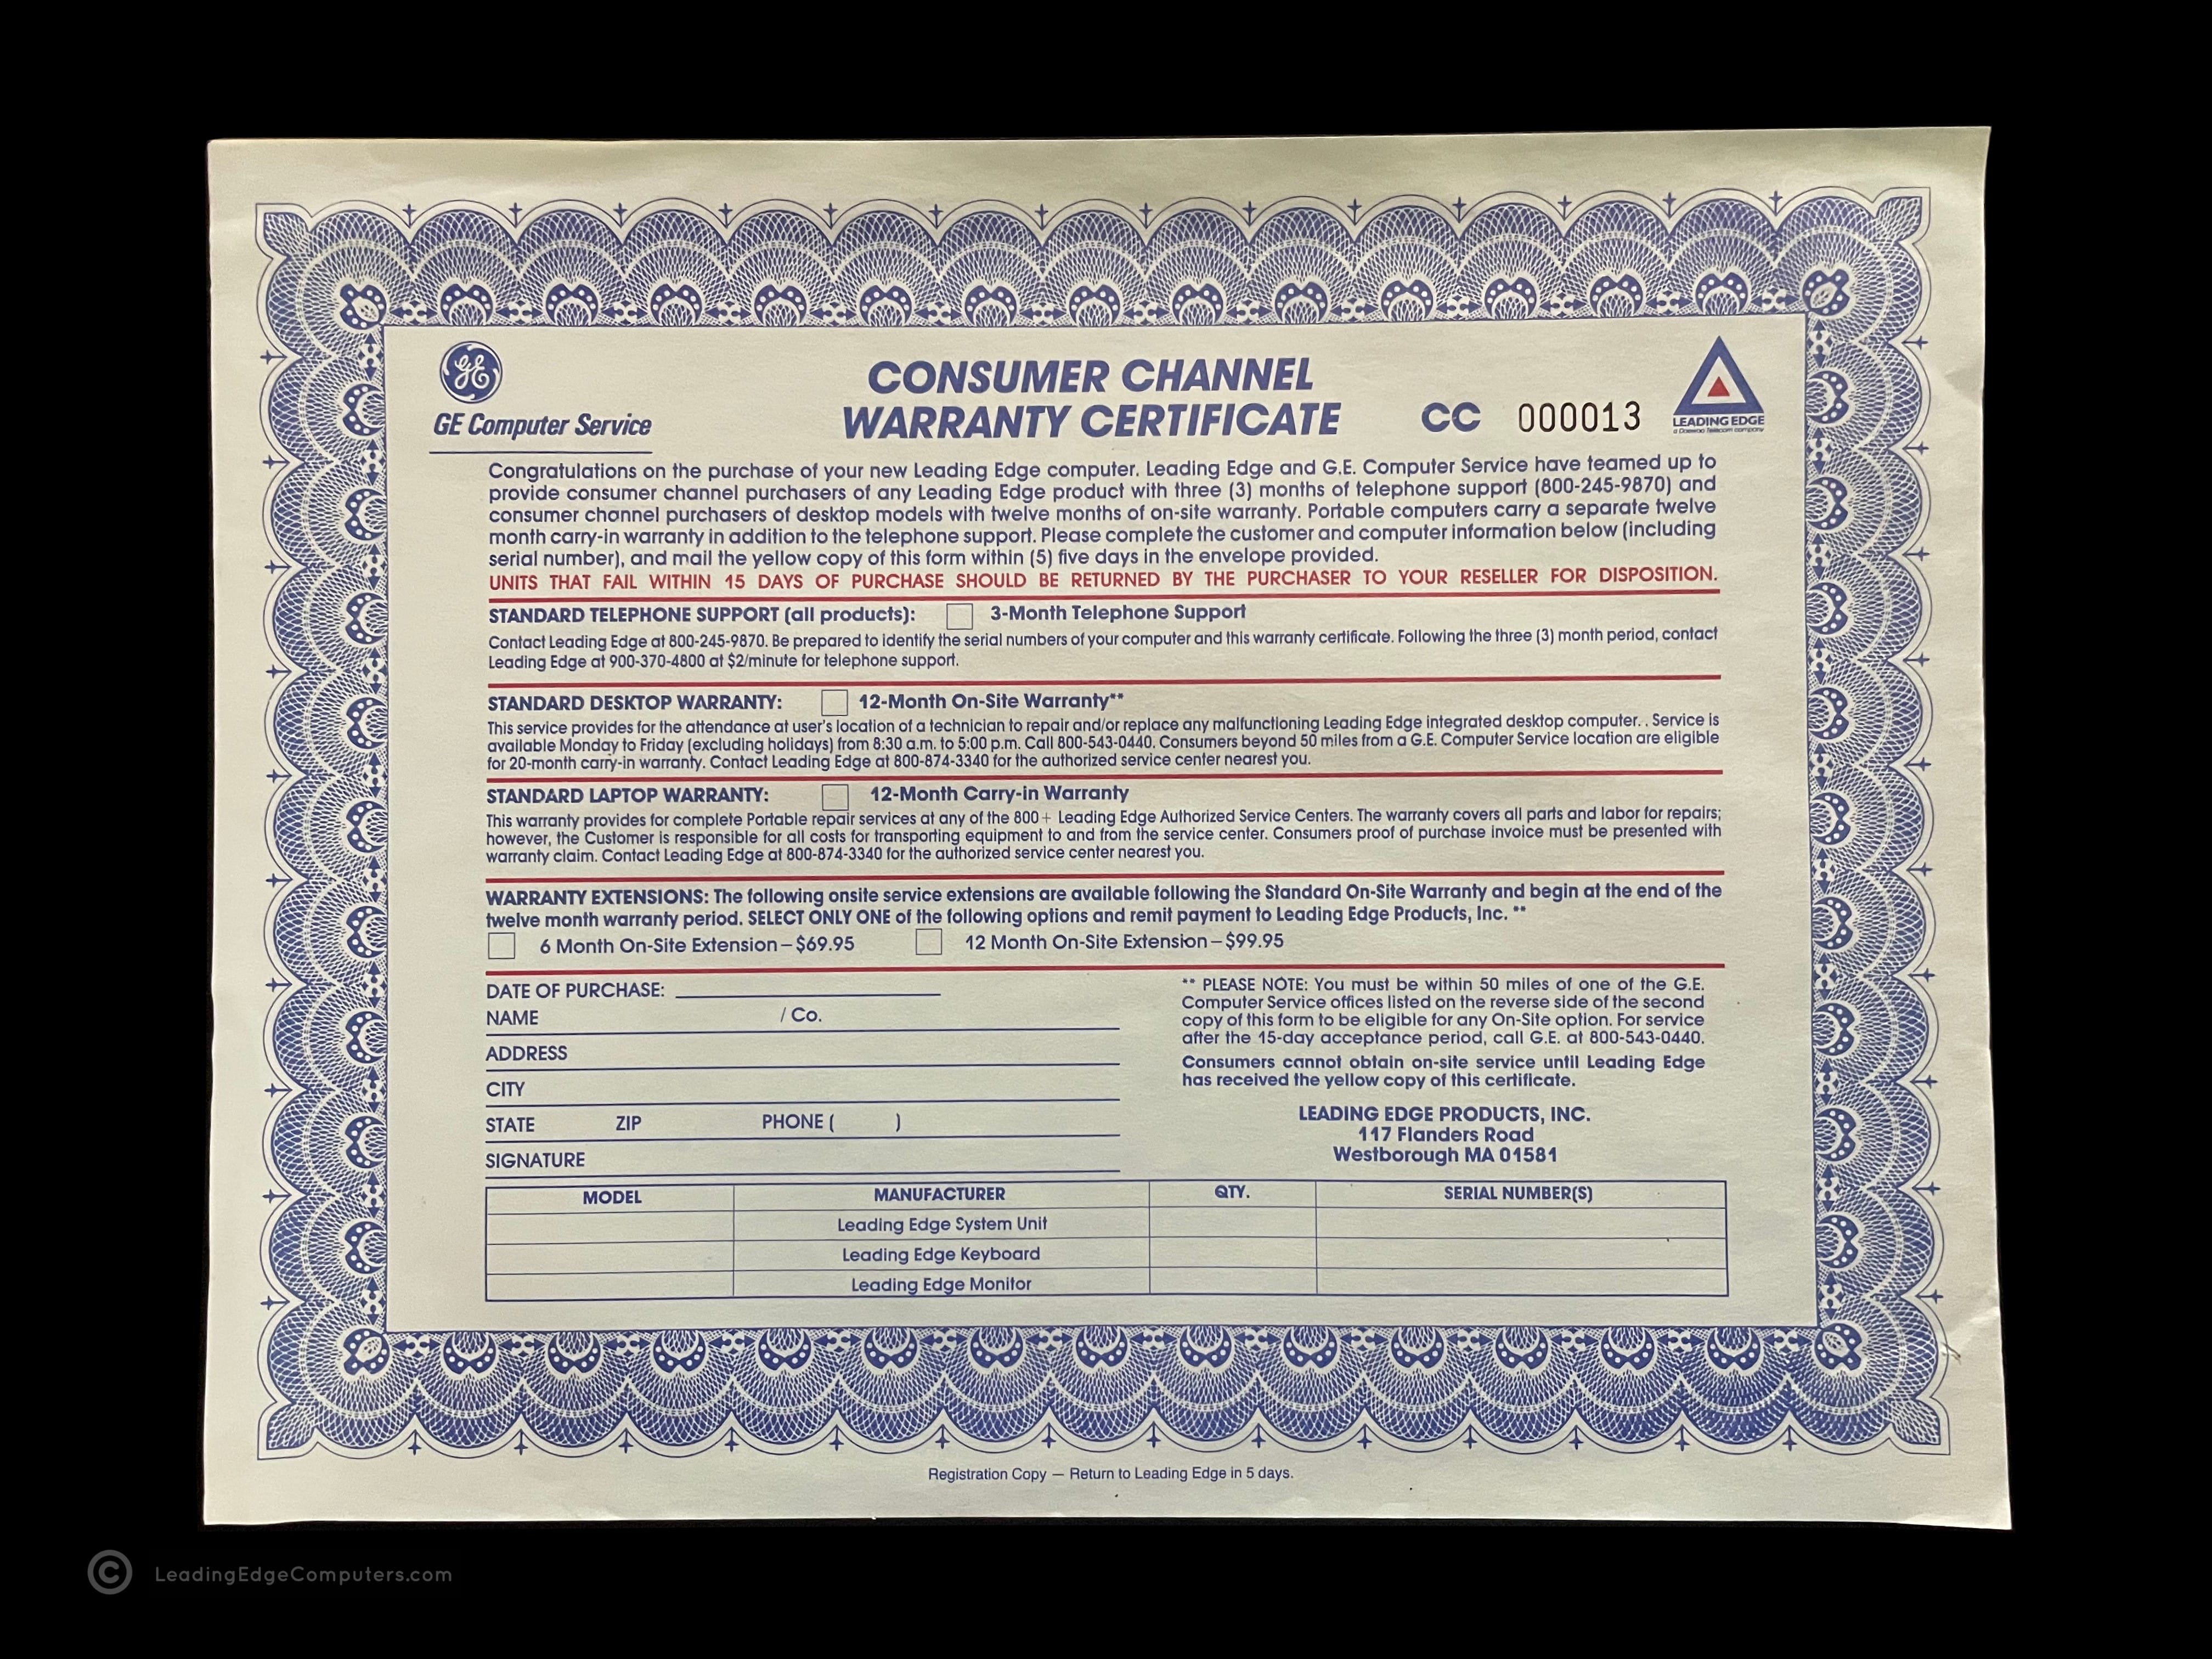 GE
GE Computer Service
CONSUMER CHANNEL
WARRANTY CERTIFICATE
CC 000013
LEADING EDGE
a Daewoo Telecom company
Congratulations on the purchase of your new Leading Edge computer. Leading Edge and G.E. Computer Service have teamed up to
provide consumer channel purchasers of any Leading Edge product with three (3) months of telephone support (800-245-9870) and
consumer channel purchasers of desktop models with twelve months of on-site warranty. Portable computers carry a separate twelve
month carry-in warranty in addition to the telephone support. Please complete the customer and computer information below (including
serial number), and mail the yellow copy of this form within (5) five days in the envelope provided.
UNITS THAT FAIL WITHIN 15 DAYS OF PURCHASE SHOULD BE RETURNED BY THE PURCHASER TO YOUR RESELLER FOR DISPOSITION.
STANDARD TELEPHONE SUPPORT (all products): 3-Month Telephone Support
Contact Leading Edge at 800-245-9870. Be prepared to identify the serial numbers of your computer and this warranty certificate. Following the three (3) month period, contact
Leading Edge at 900-370-4800 at $2/minute for telephone support.
STANDARD DESKTOP WARRANTY: 12-Month On-Site Warranty**
This service provides for the attendance at user's location of a technician to repair and/or replace any malfunctioning Leading Edge integrated desktop computer. . Service is
available Monday to Friday (excluding holidays) from 8:30 a.m. to 5:00 p.m. Call 800-543-0440. Consumers beyond 50 miles from a G.E. Computer Service location are eligible
for 20-month carry-in warranty. Contact Leading Edge at 800-874-3340 for the authorized service center nearest you.
STANDARD LAPTOP WARRANTY: 12-Month Carry-in Warranty
This warranty provides for complete Portable repair services at any of the 800+ Leading Edge Authorized Service Centers. The warranty covers all parts and labor for repairs;
however, the Customer is responsible for all costs for transporting equipment to and from the service center. Consumers proof of purchase invoice must be presented with
warranty claim. Contact Leading Edge at 800-874-3340 for the authorized service center nearest you.
WARRANTY EXTENSIONS: The following onsite service extensions are available following the Standard On-Site Warranty and begin at the end of the
twelve month warranty period. SELECT ONLY ONE of the following options and remit payment to Leading Edge Products, Inc. **
6 Month On-Site Extension – $69.95 12 Month On-Site Extension – $99.95
DATE OF PURCHASE:
NAME / Co.
ADDRESS
CITY
STATE ZIP PHONE ( )
SIGNATURE
** PLEASE NOTE: You must be within 50 miles of one of the G.E.
Computer Service offices listed on the reverse side of the second
copy of this form to be eligible for any On-Site option. For service
after the 15-day acceptance period, call G.E. at 800-543-0440.
Consumers cannot obtain on-site service until Leading Edge
has received the yellow copy of this certificate.
LEADING EDGE PRODUCTS, INC.
117 Flanders Road
Westborough MA 01581
MODEL MANUFACTURER QTY. SERIAL NUMBER(S)
Leading Edge System Unit
Leading Edge Keyboard
Leading Edge Monitor
Registration Copy — Return to Leading Edge in 5 days.
© LeadingEdgeComputers.com